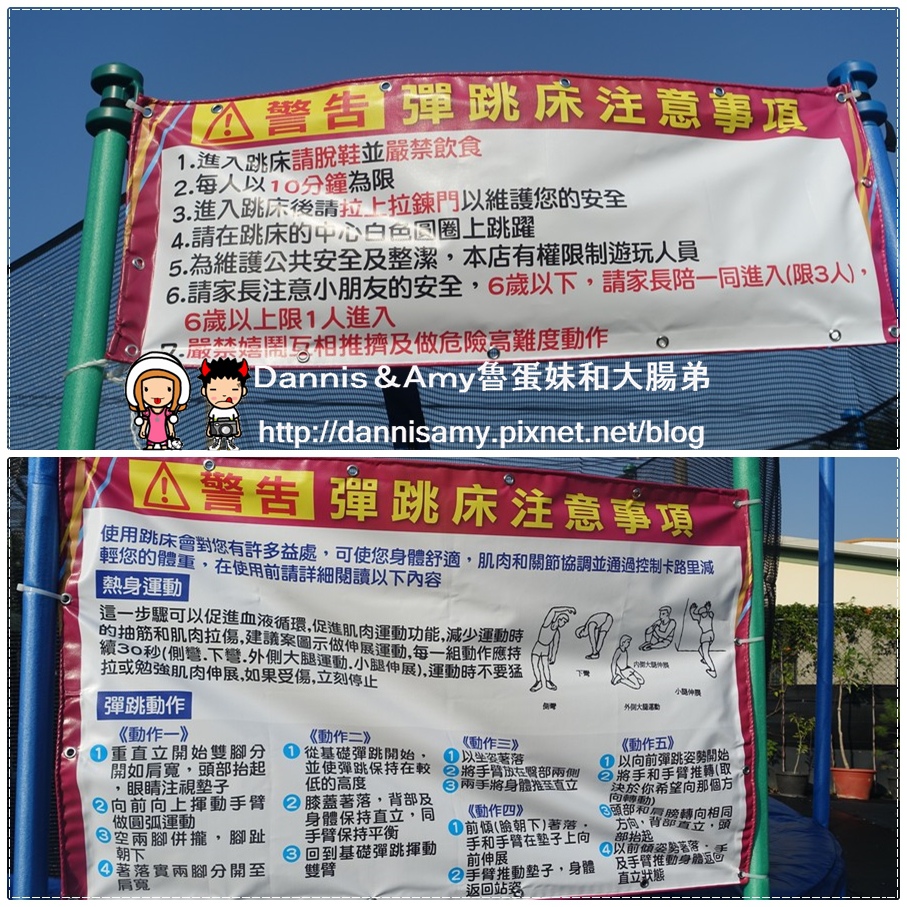 警告 彈跳床注意事項
1.進入跳床請脫鞋並嚴禁飲食
2.每人以10分鐘為限
3.進入跳床後請拉上拉鍊門以維護您的安全
4.請在跳床的中心白色圓圈上跳躍
5.為維護公共安全及整潔，本店有權限制遊玩人員
6.請家長注意小朋友的安全，6歲以下，請家長陪一同進入(限3人)，
6歲以上限1人進入
7.嚴禁嬉鬧互相推擠及做危險高難度動作
Dannis&Amy魯蛋妹和大腸弟
http://dannisamy.pixnet.net/blog
警告 彈跳床注意事項
使用跳床會對您有許多益處，可使您身體舒適，肌肉和關節協調並通過控制卡路里減
輕您的體重，在使用前請詳細閱讀以下內容
熱身運動
這一步驟可以促進血液循環,促進肌肉運動功能,減少運動時
的抽筋和肌肉拉傷,建議案圖示做伸展運動,每一組動作應持
續30秒(側彎.下彎.外側大腿運動.小腿伸展),運動時不要猛
拉或勉強肌肉伸展,如果受傷,立刻停止
側彎
下彎
外側大腿運動
內側大腿伸展
小腿伸展
彈跳動作
《動作一》
1 重直立開始雙腳分
開如肩寬，頭部抬起
，眼睛注視墊子
2 向前向上揮動手臂
做圓弧運動
3 空兩腳併攏，腳趾
朝下
4 著落實兩腳分開至
肩寬
《動作二》
1 從基礎彈跳開始，
並使彈跳保持在較
低的高度
2 膝蓋著落，背部及
身體保持直立，同
手臂保持平衡
3 回到基礎彈跳揮動
雙臂
《動作三》
1 以坐姿著落
2 將手臂放在臀部兩側
3 兩手將身體推至直立
《動作四》
1 前傾(臉朝下)著落，
手和手臂在墊子上向
前伸展
2 手臂推動墊子，身體
返回站姿
《動作五》
1 以向前彈跳姿勢開始
2 將手和手臂推轉(取
決於你希望向那個方
向轉動)
3 頭部和肩膀轉向相同
方向，背部直立，頭
部抬起
4 以前傾姿勢著落，手
及手臂推動身體返回
直立狀態